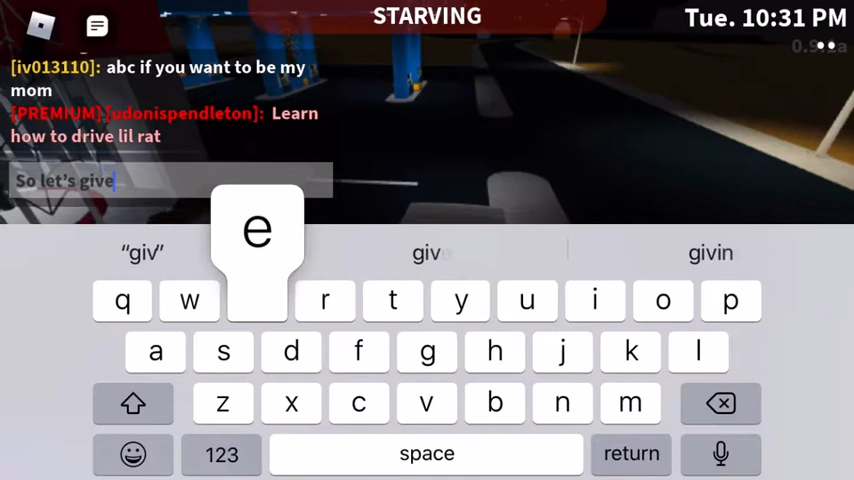 STARVING
Tue. 10:31 PM
[iv013110]: abc if you want to be my
mom
[PREMIUM] [udonispendleton]: Learn
how to drive lil rat
So let's give
e
“giv”
give
givin
q w r t y u i o p
a s d f g h j k l
z x c v b n m
123 space return